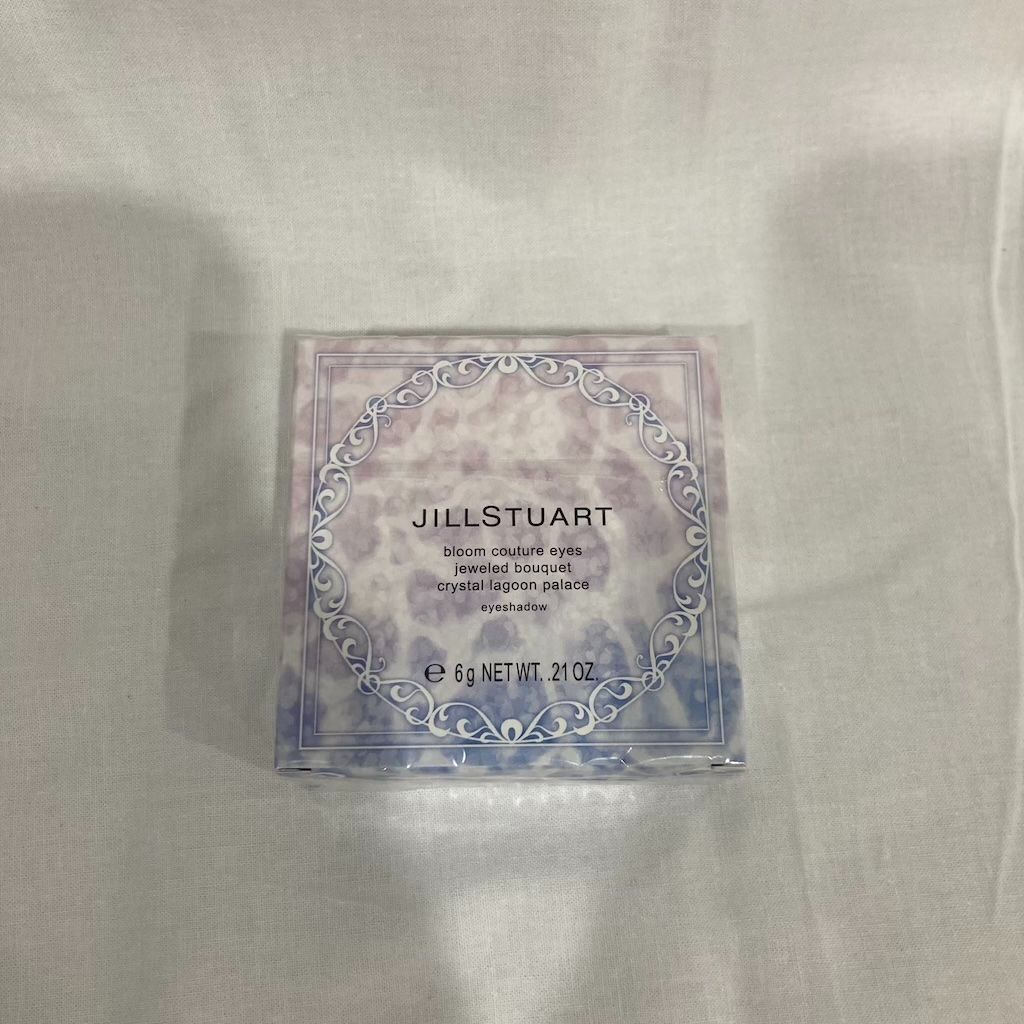 JILLSTUART
bloom couture eyes
jeweled bouquet
crystal lagoon palace
eyeshadow
℮ 6g NET WT. .21 OZ.